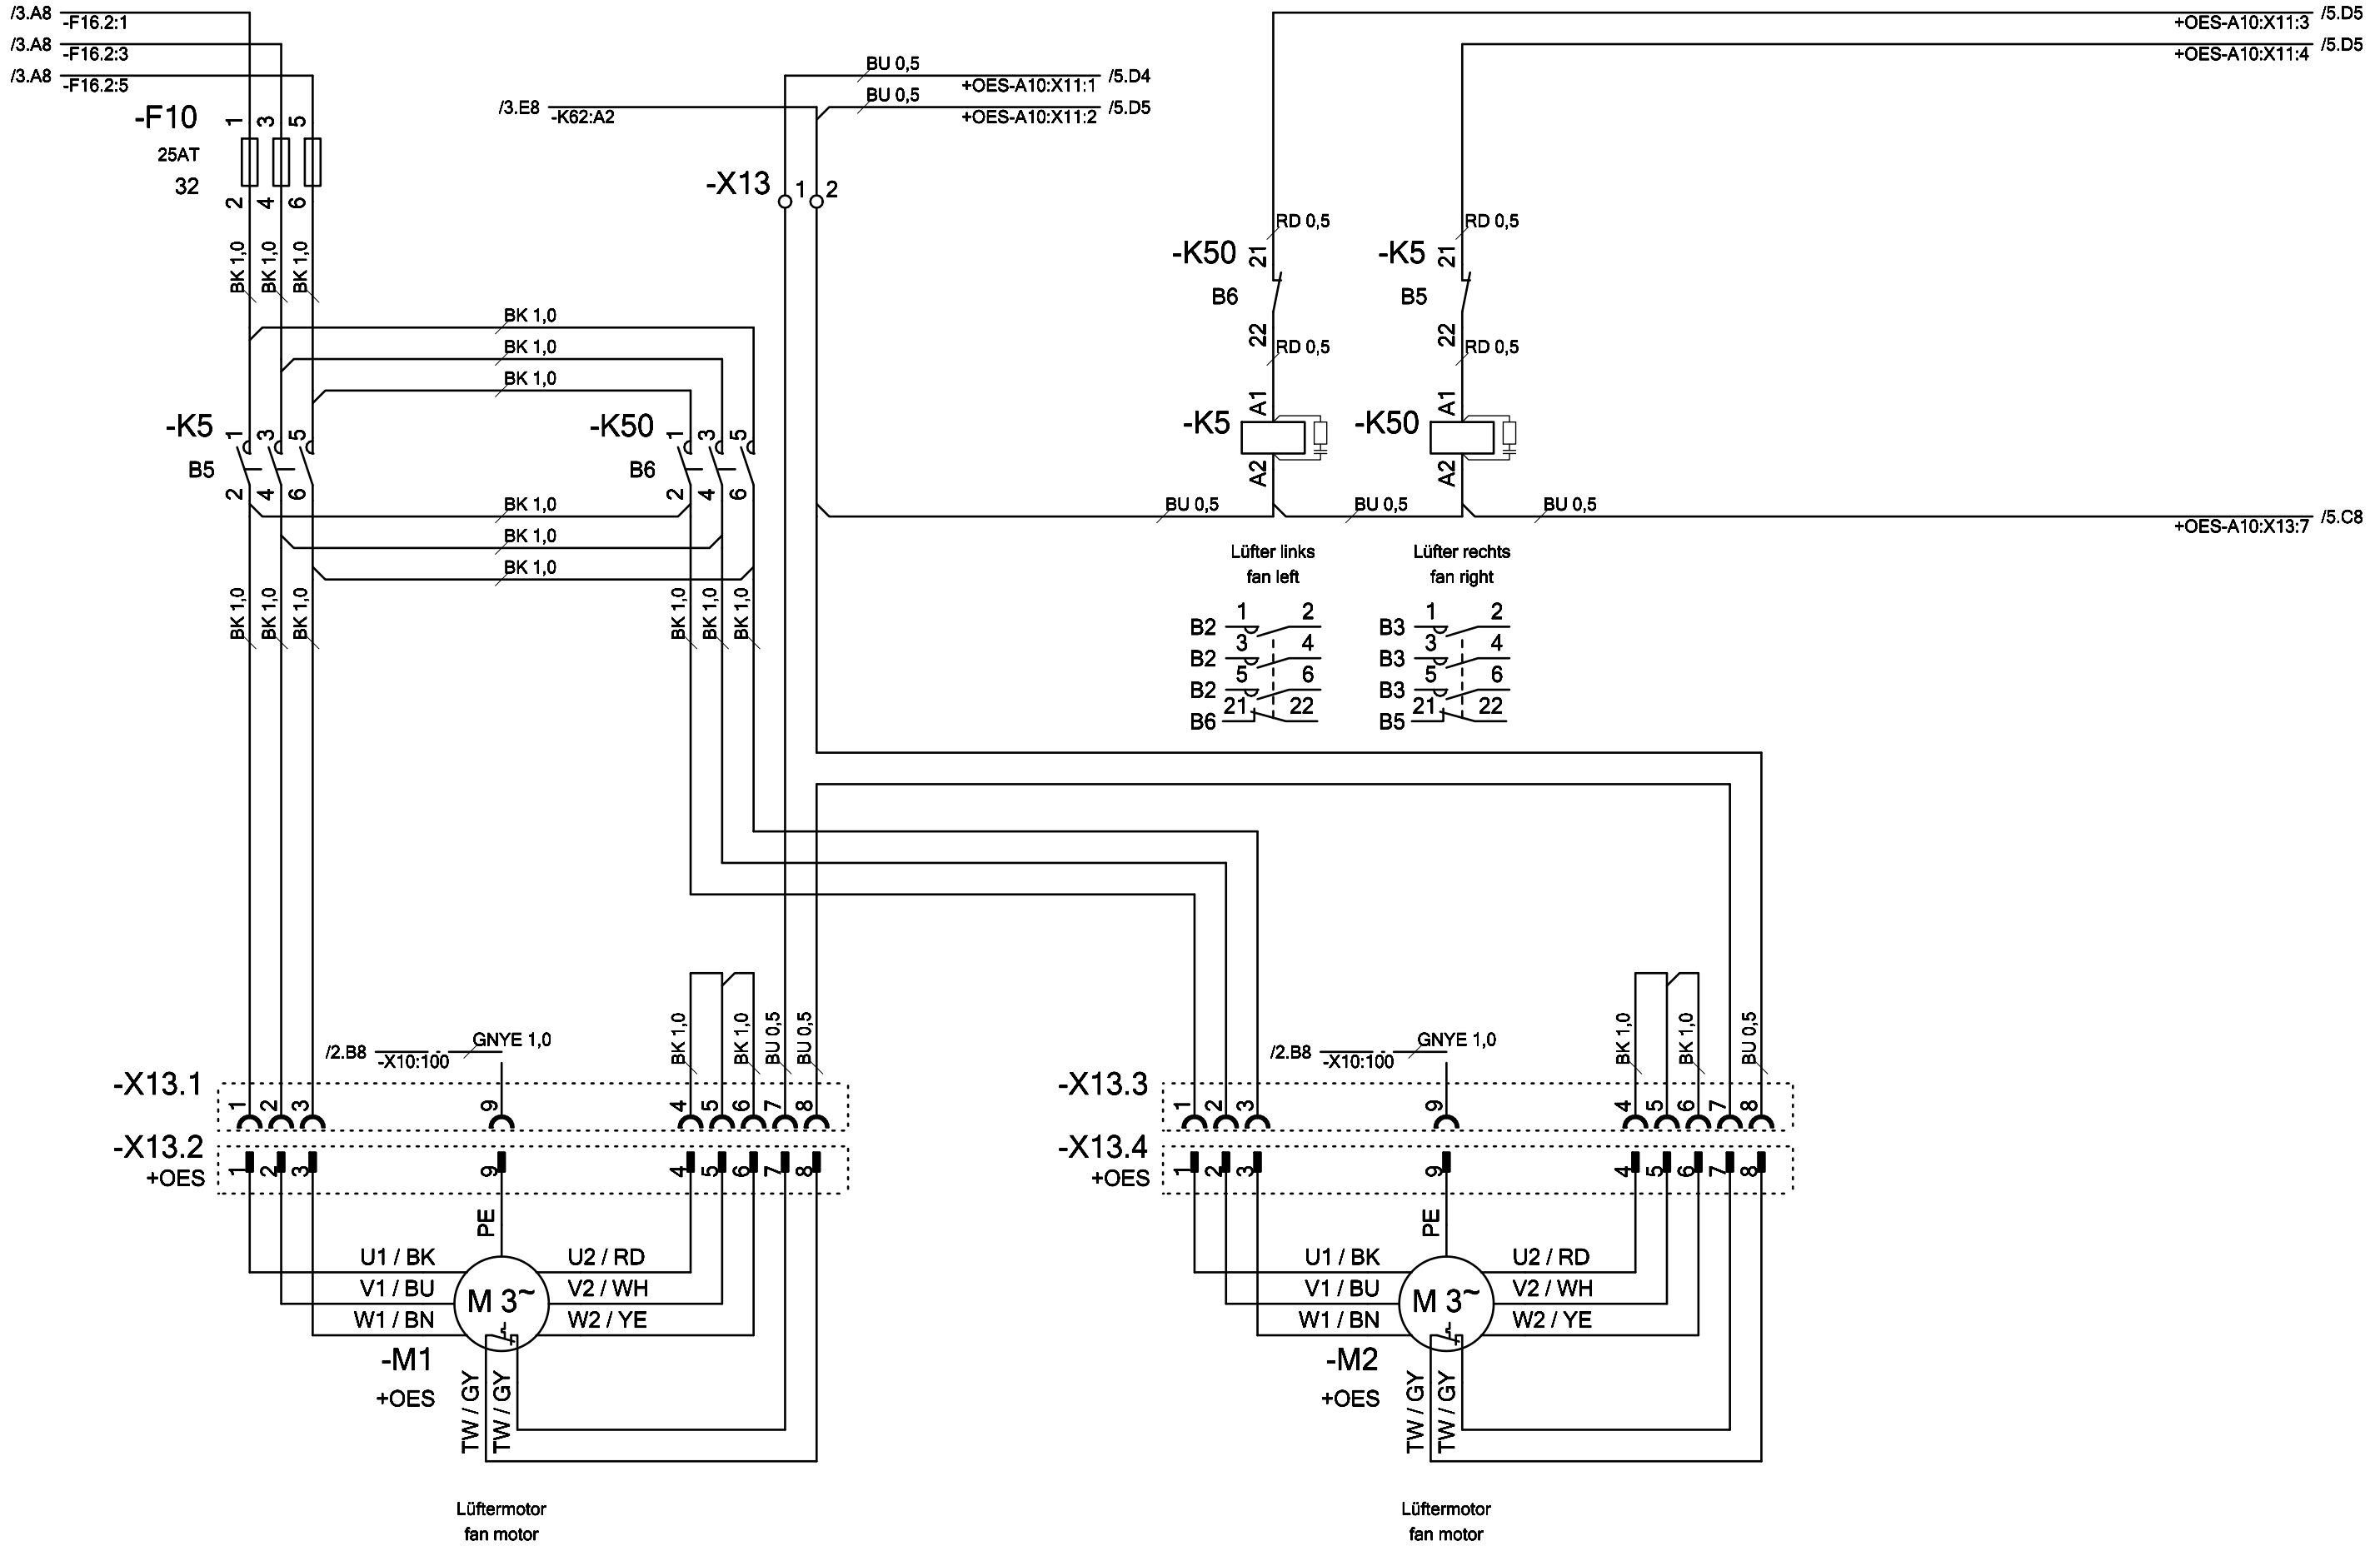 /3.A8 -F16.2:1
/3.A8 -F16.2:3
/3.A8 -F16.2:5
+OES-A10:X11:3 /5.D5
+OES-A10:X11:4 /5.D5
BU 0,5
+OES-A10:X11:1 /5.D4
BU 0,5
/3.E8 -K62:A2
+OES-A10:X11:2 /5.D5
-F10 1 3 5
25AT
32
2 4 6
-X13 1 2
BK 1,0 BK 1,0 BK 1,0
RD 0,5 RD 0,5
-K50 21 -K5 21
B6 B5
22 22
RD 0,5 RD 0,5
BK 1,0
BK 1,0
BK 1,0
-K5 1 3 5
B5
2 4 6
-K50 1 3 5
B6
2 4 6
A1 A1
-K5 -K50
A2 A2
BK 1,0
BK 1,0
BK 1,0
BU 0,5 BU 0,5 BU 0,5
+OES-A10:X13:7 /5.C8
Lüfter links
fan left
Lüfter rechts
fan right
BK 1,0 BK 1,0 BK 1,0
BK 1,0 BK 1,0 BK 1,0
B2 1 2
B2 3 4
B2 5 6
B6 21 22
B3 1 2
B3 3 4
B3 5 6
B5 21 22
BK 1,0 BK 1,0 BU 0,5 BU 0,5
/2.B8 -X10:100 GNYE 1,0
-X13.1 1 2 3 9 4 5 6 7 8
-X13.2 1 2 3 9 4 5 6 7 8
+OES
PE
U1 / BK U2 / RD
V1 / BU M 3~ V2 / WH
W1 / BN W2 / YE
-M1
+OES
TW / GY TW / GY
Lüftermotor
fan motor
BK 1,0 BK 1,0 BU 0,5
/2.B8 -X10:100 GNYE 1,0
-X13.3 1 2 3 9 4 5 6 7 8
-X13.4 1 2 3 9 4 5 6 7 8
+OES
PE
U1 / BK U2 / RD
V1 / BU M 3~ V2 / WH
W1 / BN W2 / YE
-M2
+OES
TW / GY TW / GY
Lüftermotor
fan motor